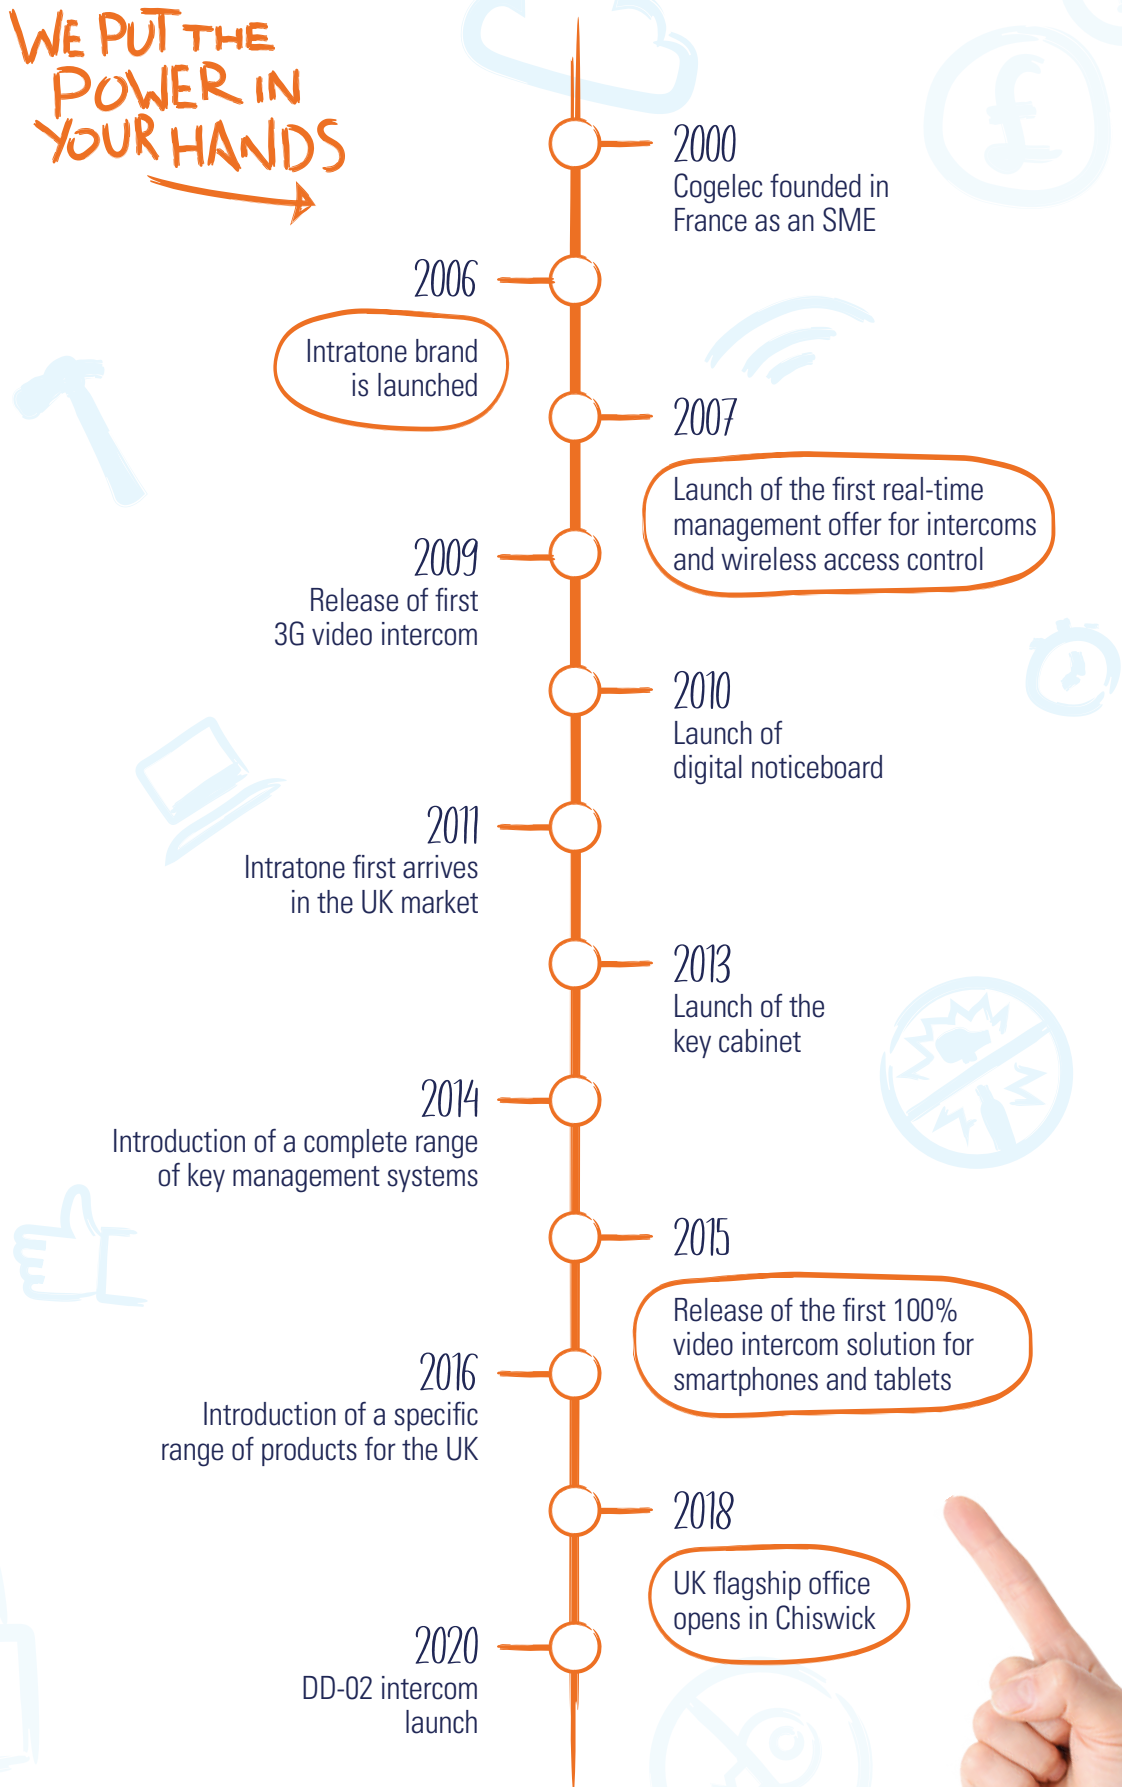 WE PUT THE
POWER IN
YOUR HANDS
2000
Cogelec founded in
France as an SME
2006
Intratone brand
is launched
2007
Launch of the first real-time
management offer for intercoms
and wireless access control
2009
Release of first
3G video intercom
2010
Launch of
digital noticeboard
2011
Intratone first arrives
in the UK market
2013
Launch of the
key cabinet
2014
Introduction of a complete range
of key management systems
2015
Release of the first 100%
video intercom solution for
smartphones and tablets
2016
Introduction of a specific
range of products for the UK
2018
UK flagship office
opens in Chiswick
2020
DD-02 intercom
launch